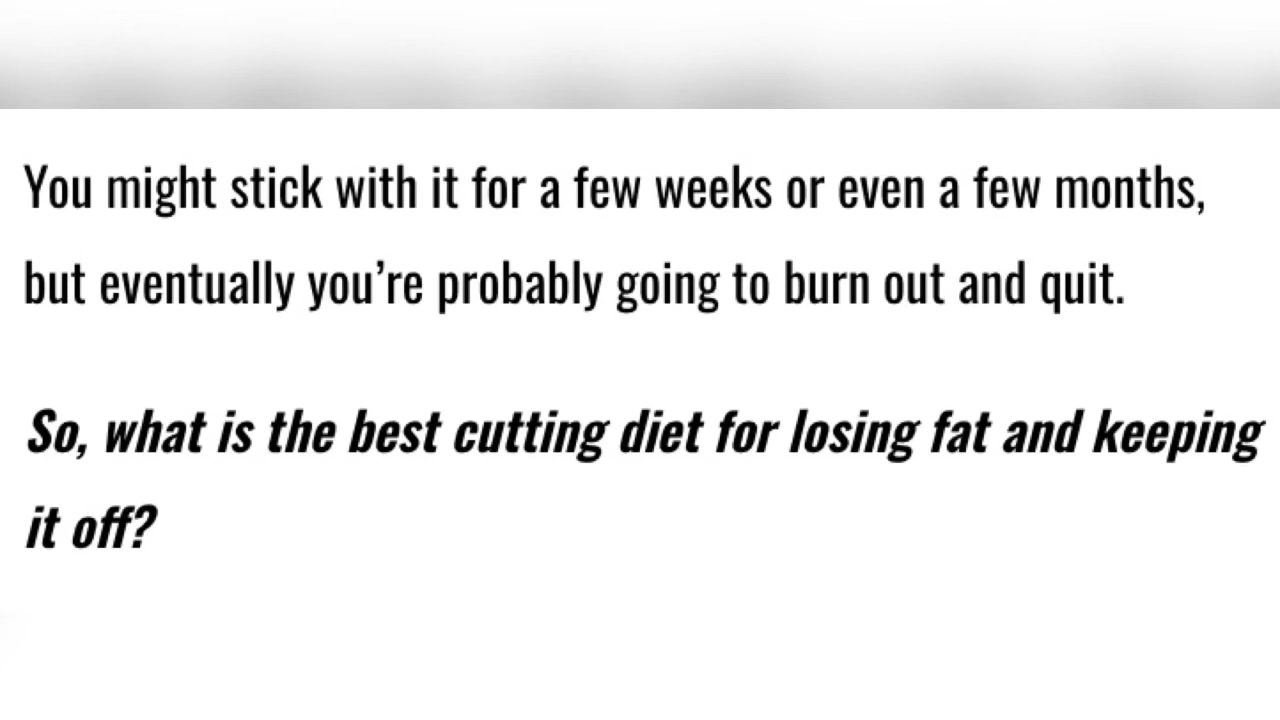 You might stick with it for a few weeks or even a few months,
but eventually you’re probably going to burn out and quit.
So, what is the best cutting diet for losing fat and keeping
it off?